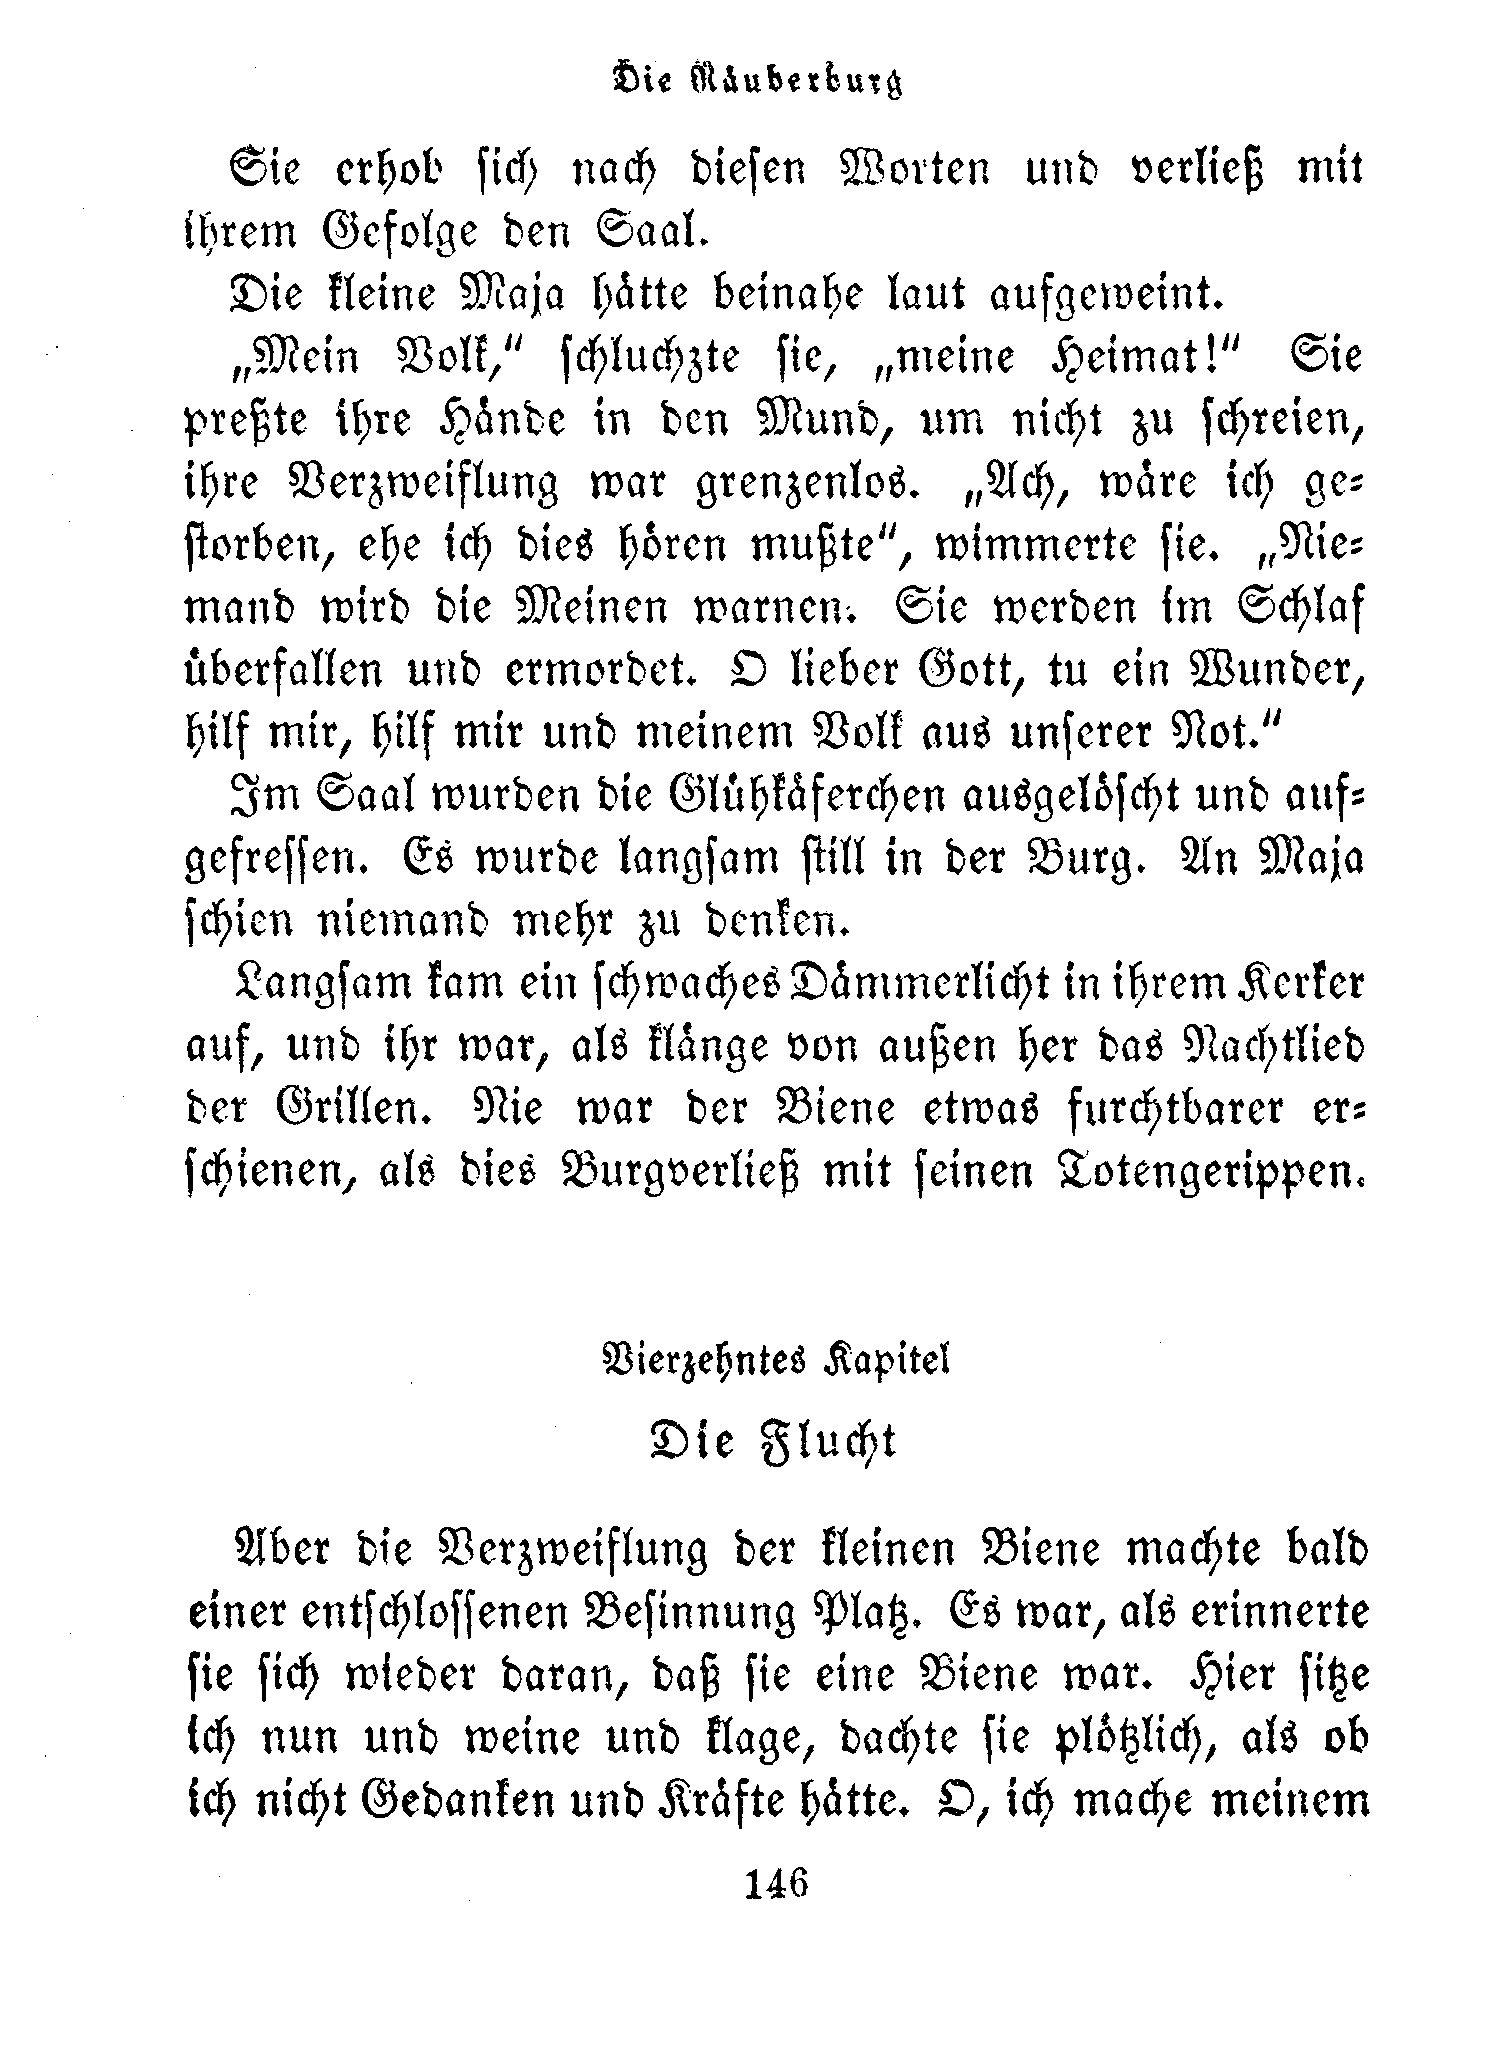 Die Räuberburg
Sie erhob sich nach diesen Worten und verließ mit
ihrem Gefolge den Saal.
Die kleine Maja hätte beinahe laut aufgeweint.
„Mein Volk,“ schluchzte sie, „meine Heimat!“ Sie
preßte ihre Hände in den Mund, um nicht zu schreien,
ihre Verzweiflung war grenzenlos. „Ach, wäre ich ge-
storben, ehe ich dies hören mußte“, wimmerte sie. „Nie-
mand wird die Meinen warnen. Sie werden im Schlaf
überfallen und ermordet. O lieber Gott, tu ein Wunder,
hilf mir, hilf mir und meinem Volk aus unserer Not.“
Im Saal wurden die Glühkäferchen ausgelöscht und auf-
gefressen. Es wurde langsam still in der Burg. An Maja
schien niemand mehr zu denken.
Langsam kam ein schwaches Dämmerlicht in ihrem Kerker
auf, und ihr war, als klänge von außen her das Nachtlied
der Grillen. Nie war der Biene etwas furchtbarer er-
schienen, als dies Burgverließ mit seinen Totengerippen.
Vierzehntes Kapitel
Die Flucht
Aber die Verzweiflung der kleinen Biene machte bald
einer entschlossenen Besinnung Platz. Es war, als erinnerte
sie sich wieder daran, daß sie eine Biene war. Hier sitze
ich nun und weine und klage, dachte sie plötzlich, als ob
ich nicht Gedanken und Kräfte hätte. O, ich mache meinem
146